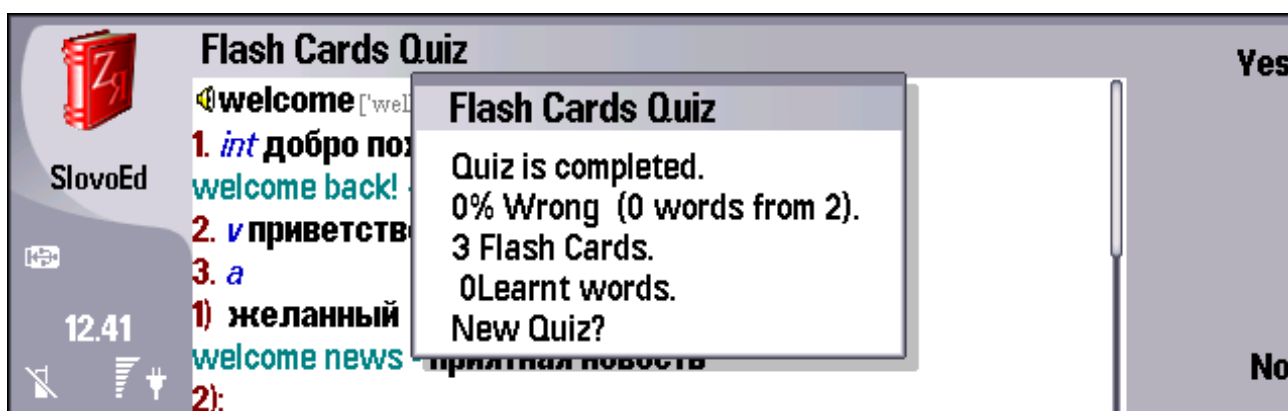 Flash Cards Quiz
Yes
welcome
1. int добро
welcome back! -
2. v
3. a
1) желанный
welcome news - приятная новость
2):
Flash Cards Quiz
Quiz is completed.
0% Wrong (0 words from 2).
3 Flash Cards.
0Learnt words.
New Quiz?
SlovoEd
12.41
No